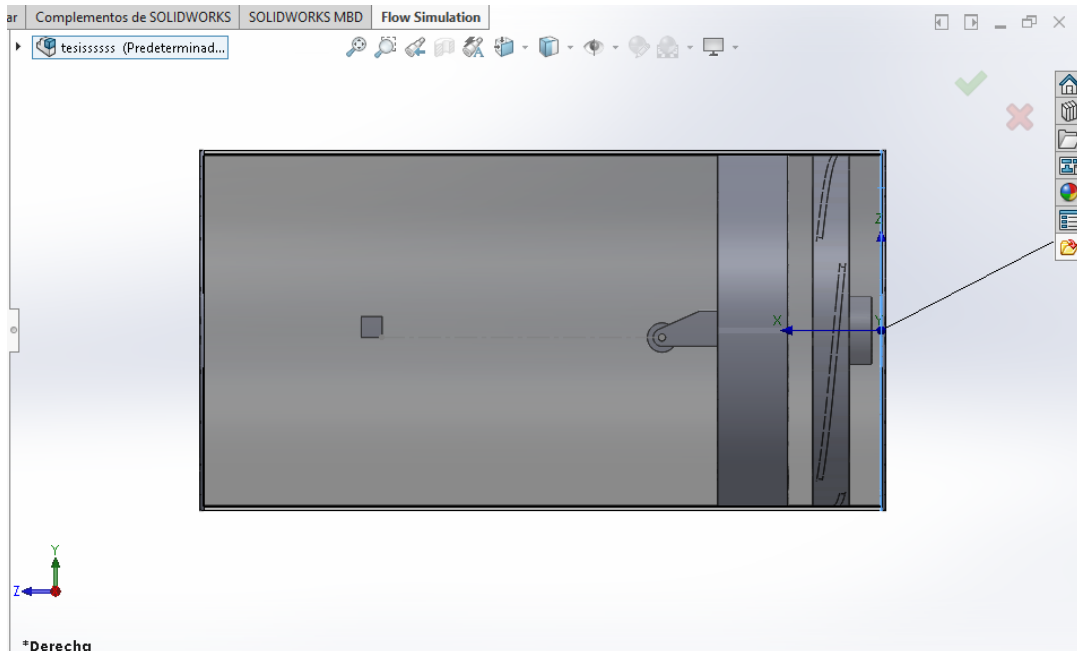 ar Complementos de SOLIDWORKS SOLIDWORKS MBD Flow Simulation
tesissssss (Predeterminad...
Z
X Y
Y
Z
*Derecha